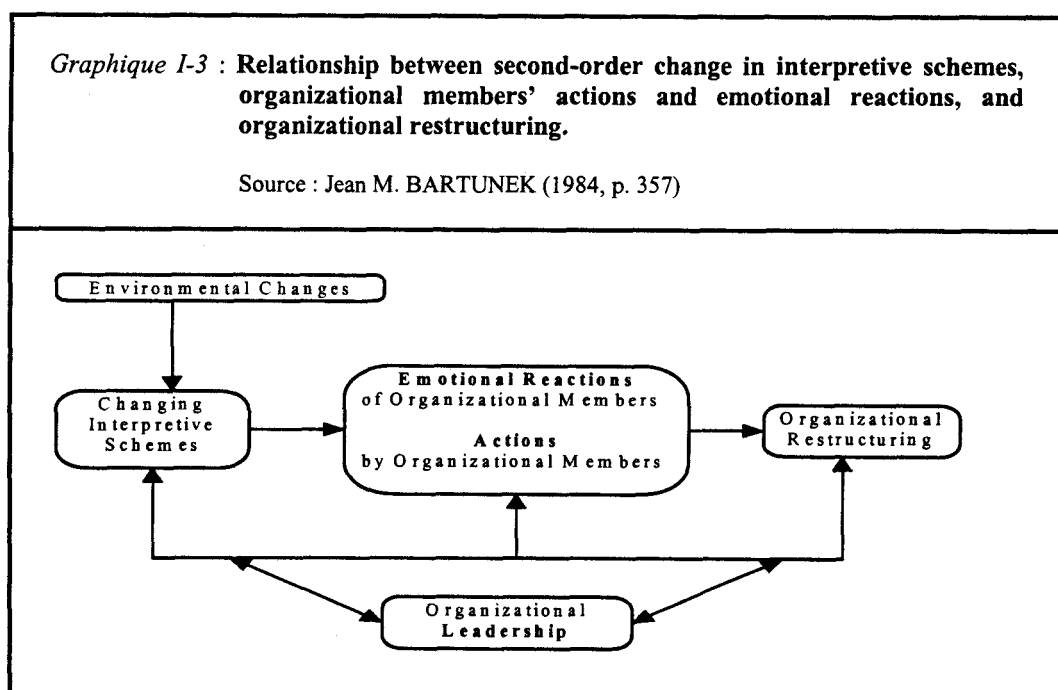 Graphique I-3 : Relationship between second-order change in interpretive schemes,
organizational members' actions and emotional reactions, and
organizational restructuring.
Source : Jean M. BARTUNEK (1984, p. 357)
Environmental Changes
Changing
Interpretive
Schemes
Emotional Reactions
of Organizational Members
Actions
by Organizational Members
Organizational
Restructuring
Organizational
Leadership